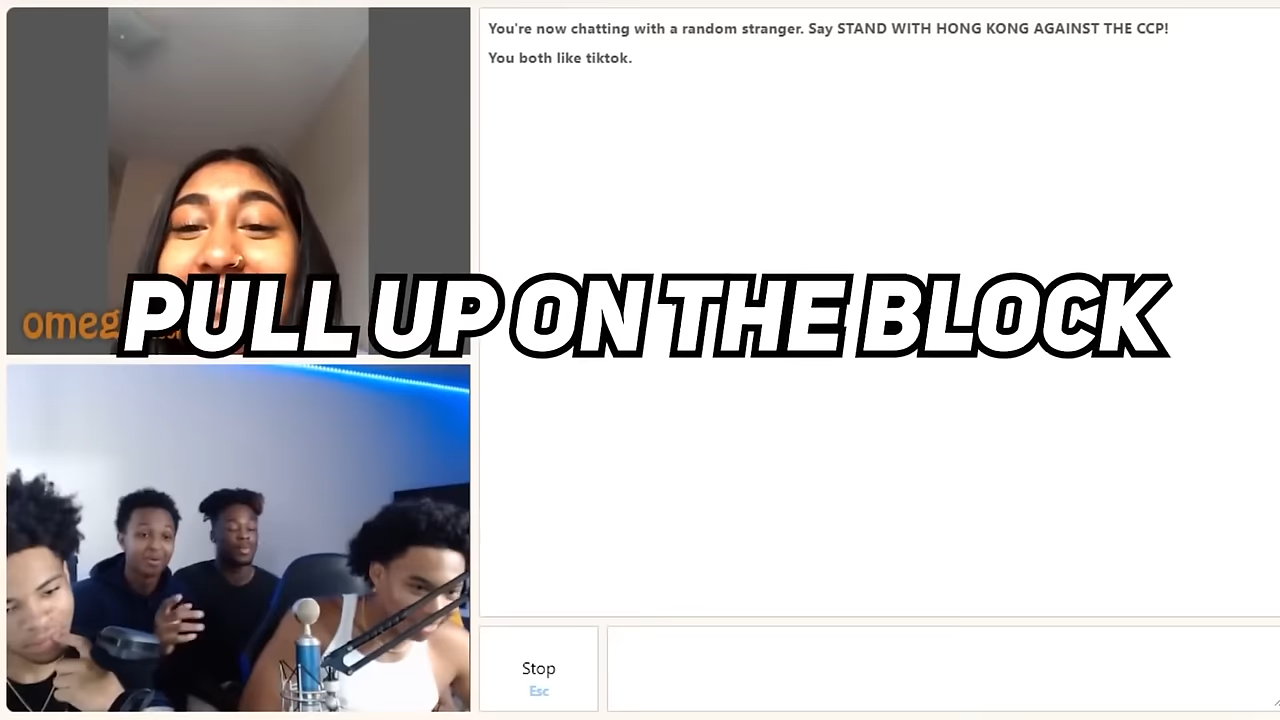 You're now chatting with a random stranger. Say STAND WITH HONG KONG AGAINST THE CCP!
You both like tiktok.
omeg
PULL UP ON THE BLOCK
Stop
Esc